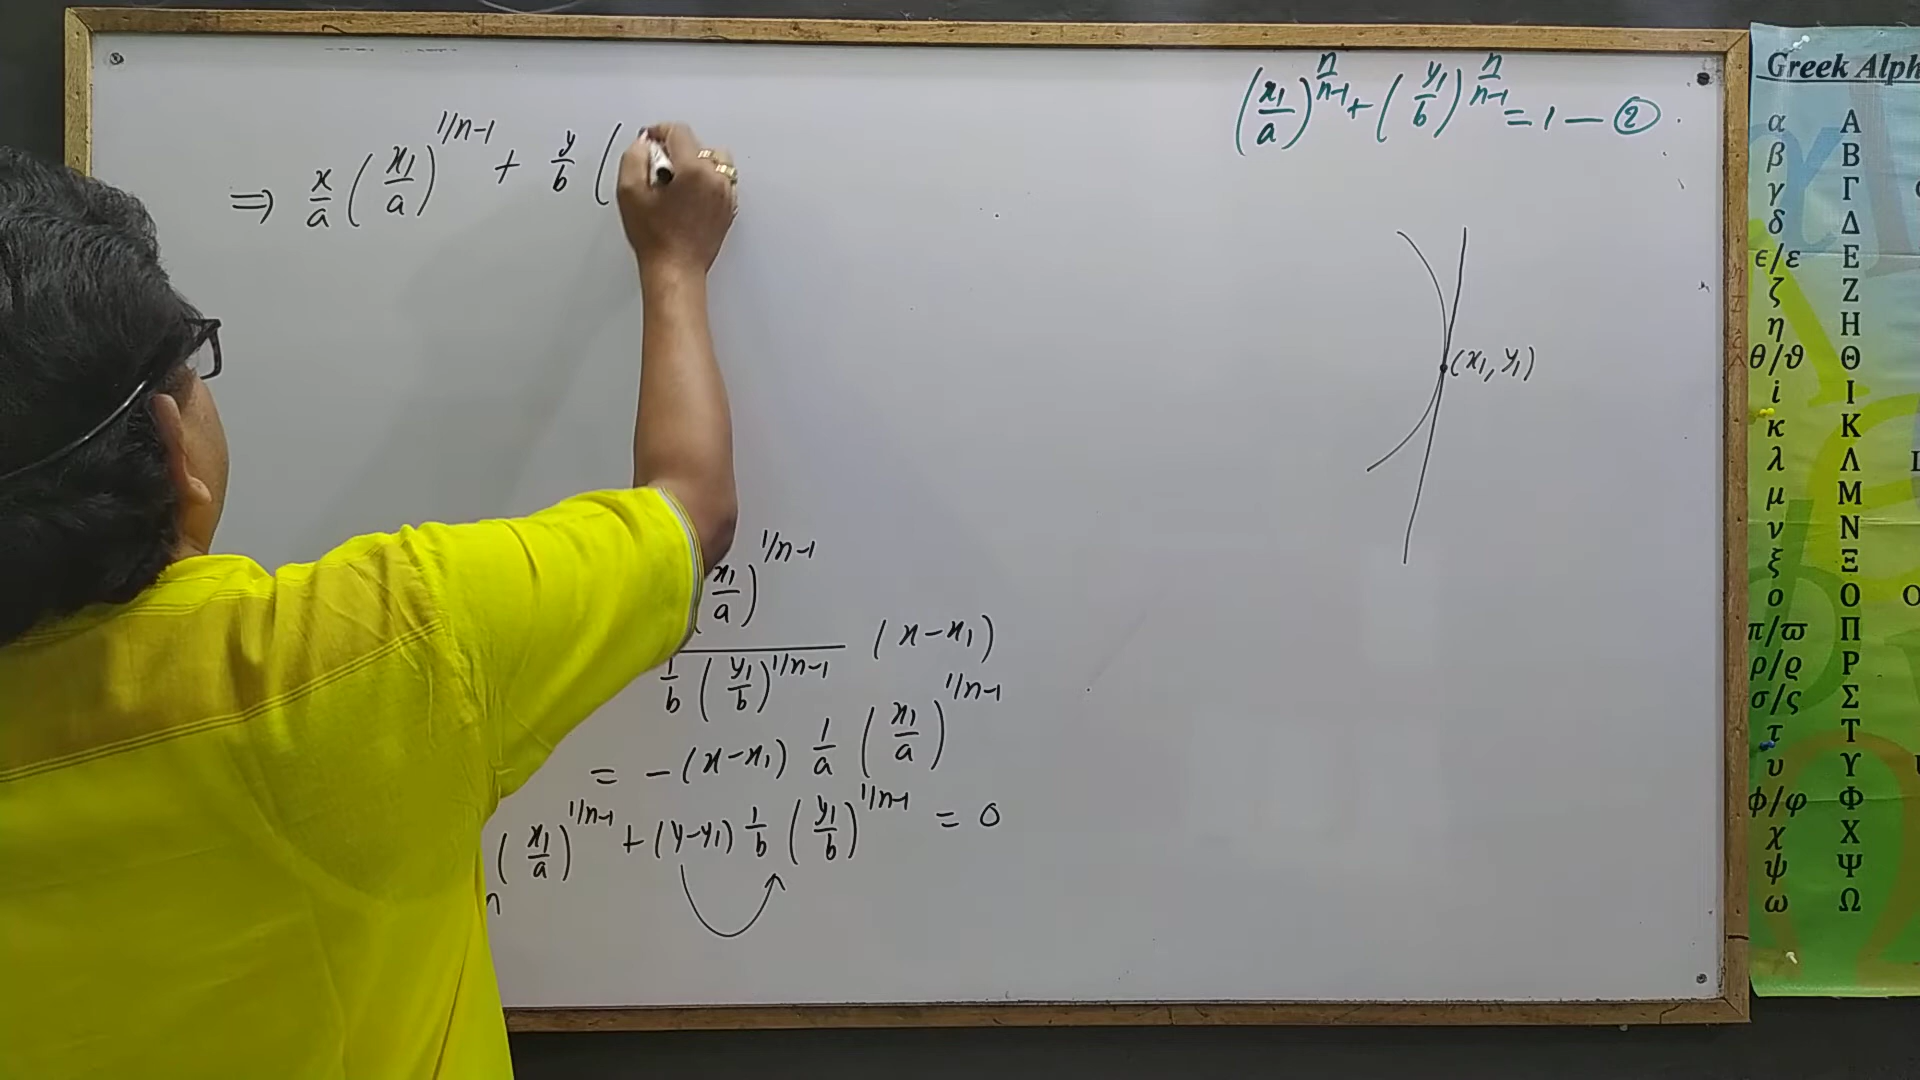 (x₁/a)^(n/n-1) + (y₁/b)^(n/n-1) = 1 — ②
⇒ x/a (x₁/a)^(1/n-1) + y/b (
(x₁, y₁)
(x₁/a)^(1/n-1)
1/b (y₁/b)^(1/n-1) (x-x₁)
= -(x-x₁) 1/a (x₁/a)^(1/n-1)
(x₁/a)^(1/n-1) + (y-y₁) 1/b (y₁/b)^(1/n-1) = 0
n
Greek Alph
α Α
β Β
γ Γ
δ Δ
ϵ/ε Ε
ζ Ζ
η Η
θ/ϑ Θ
i Ι
κ Κ
λ Λ
μ Μ
ν Ν
ξ Ξ
ο Ο
π/ϖ Π
ρ/ϱ Ρ
σ/ς Σ
τ Τ
υ Υ
ϕ/φ Φ
χ Χ
ψ Ψ
ω Ω